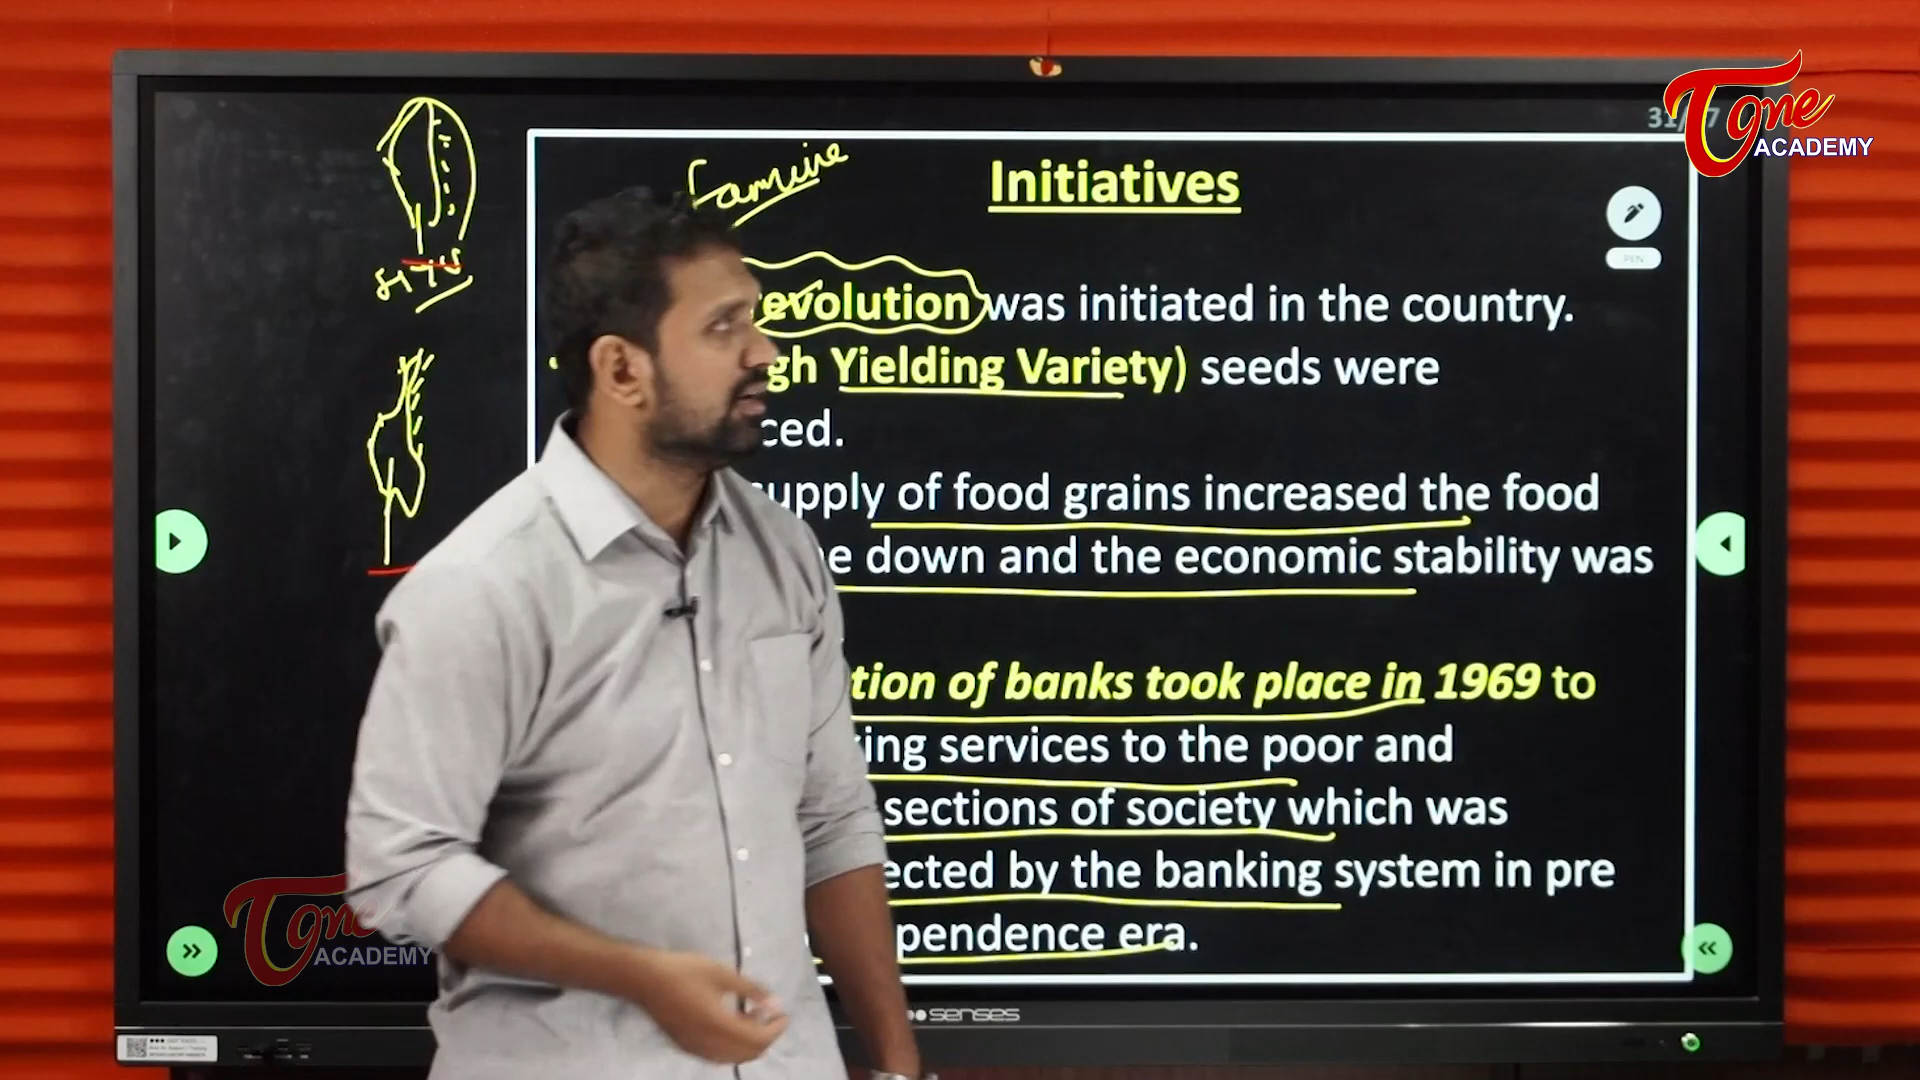 Tone
ACADEMY
Famine
Initiatives
evolution was initiated in the country.
gh Yielding Variety) seeds were
ced.
upply of food grains increased the food
e down and the economic stability was
tion of banks took place in 1969 to
ing services to the poor and
sections of society which was
ected by the banking system in pre
pendence era.
PEN
Tone
ACADEMY
senses